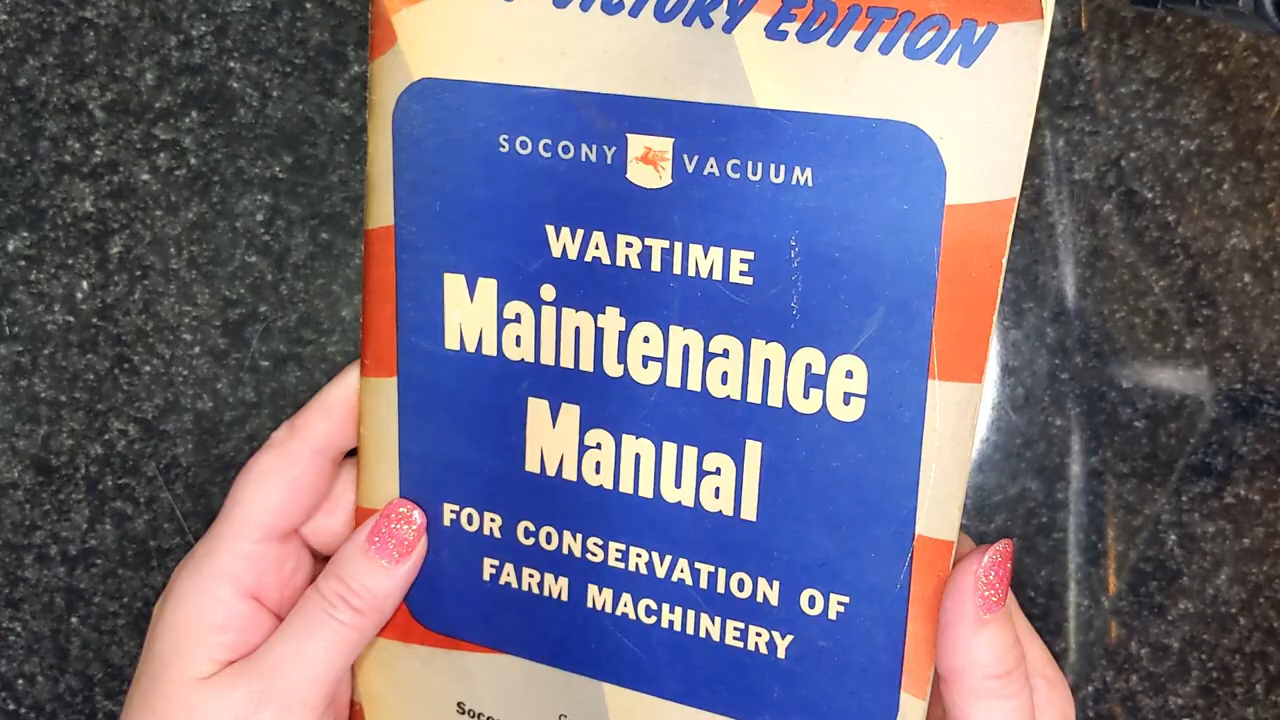 VICTORY EDITION
SOCONY VACUUM
WARTIME
Maintenance
Manual
FOR CONSERVATION OF
FARM MACHINERY